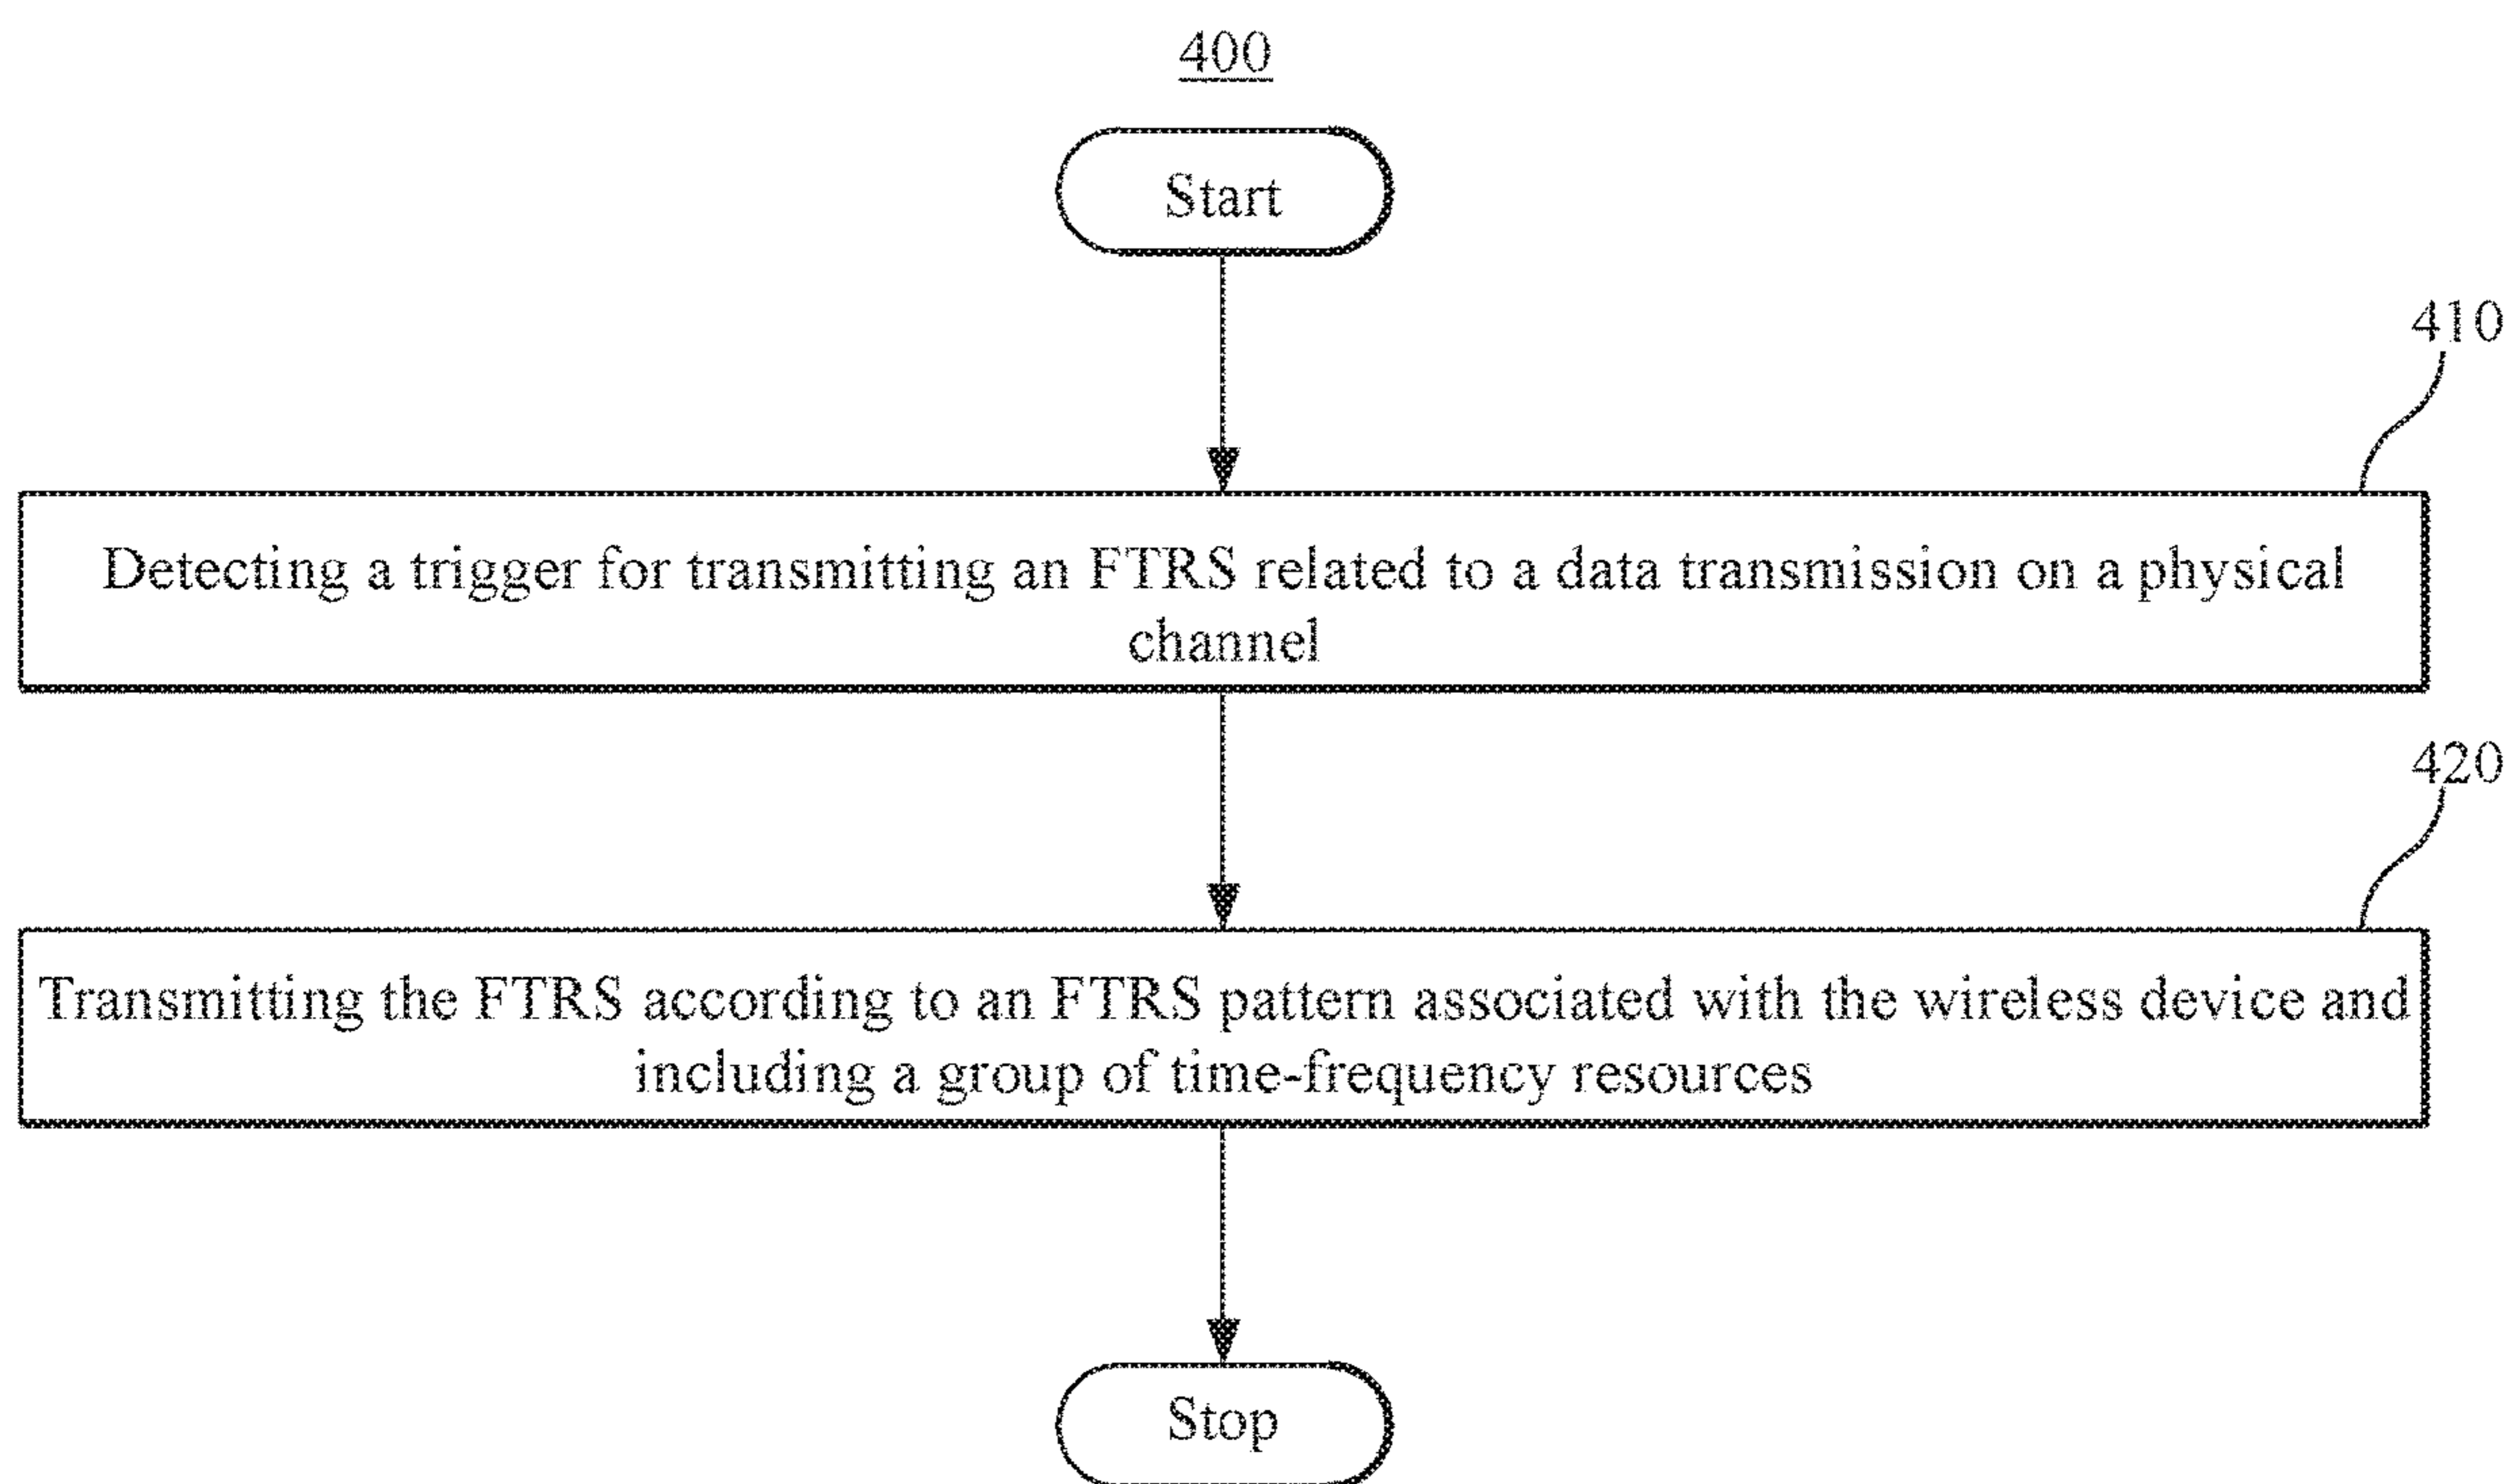 400
Start
410
Detecting a trigger for transmitting an FTRS related to a data transmission on a physical
channel
420
Transmitting the FTRS according to an FTRS pattern associated with the wireless device and
including a group of time-frequency resources
Stop